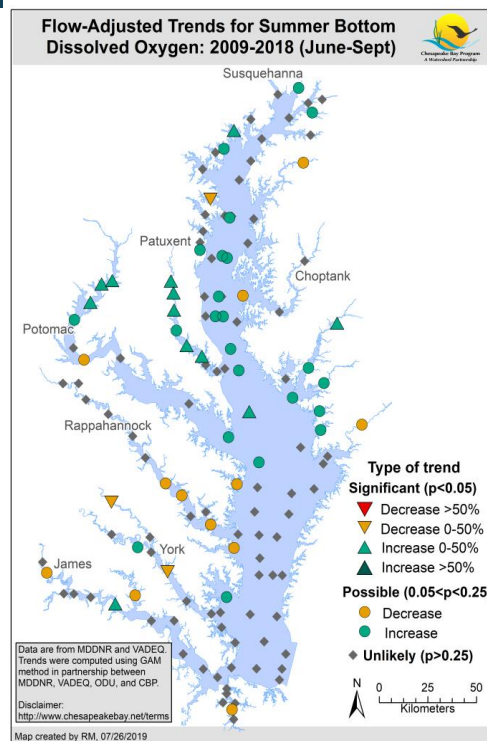 Flow-Adjusted Trends for Summer Bottom
Dissolved Oxygen: 2009-2018 (June-Sept)
Chesapeake Bay Program
A Watershed Partnership
Susquehanna
Patuxent
Choptank
Potomac
Rappahannock
York
James
Type of trend
Significant (p<0.05)
Decrease >50%
Decrease 0-50%
Increase 0-50%
Increase >50%
Possible (0.05<p<0.25
Decrease
Increase
Unlikely (p>0.25)
N
0 25 50
Kilometers
Data are from MDDNR and VADEQ.
Trends were computed using GAM
method in partnership between
MDDNR, VADEQ, ODU, and CBP.
Disclaimer:
http://www.chesapeakebay.net/terms
Map created by RM, 07/26/2019